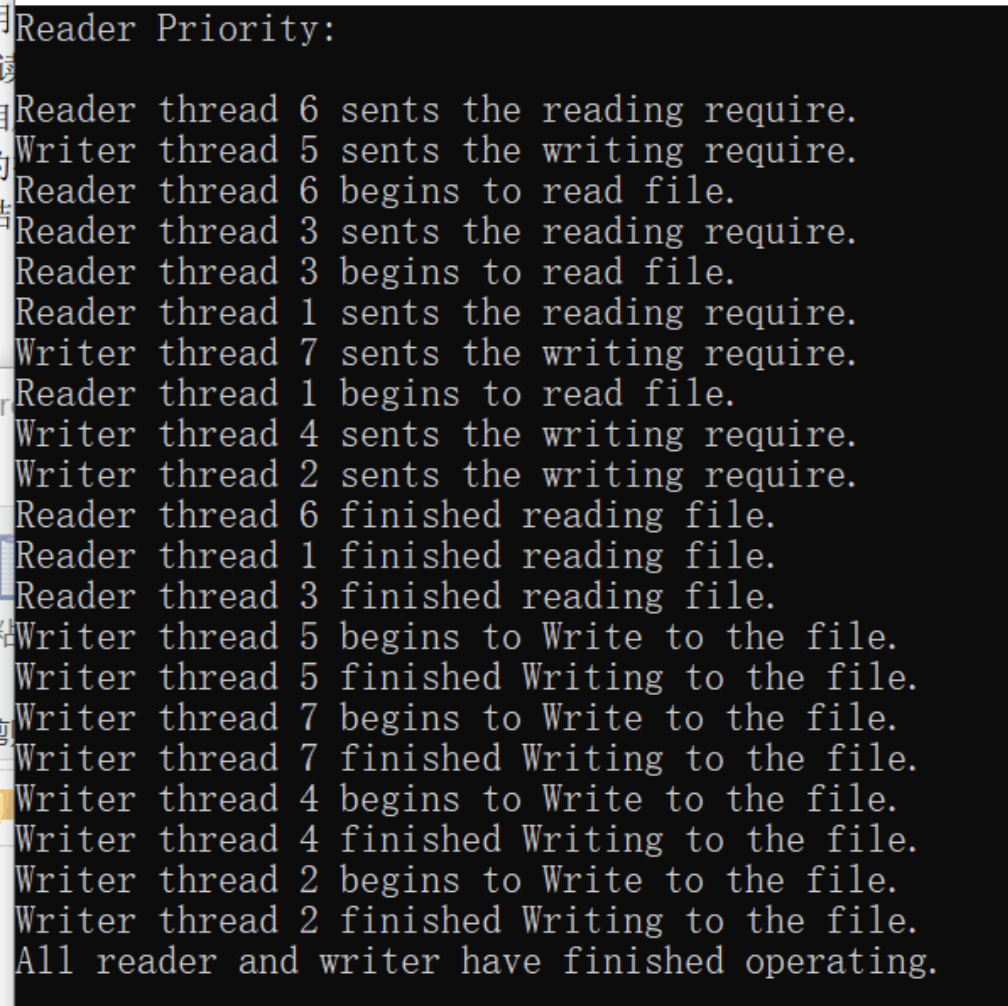 Reader Priority:
Reader thread 6 sents the reading require.
Writer thread 5 sents the writing require.
Reader thread 6 begins to read file.
Reader thread 3 sents the reading require.
Reader thread 3 begins to read file.
Reader thread 1 sents the reading require.
Writer thread 7 sents the writing require.
Reader thread 1 begins to read file.
Writer thread 4 sents the writing require.
Writer thread 2 sents the writing require.
Reader thread 6 finished reading file.
Reader thread 1 finished reading file.
Reader thread 3 finished reading file.
Writer thread 5 begins to Write to the file.
Writer thread 5 finished Writing to the file.
Writer thread 7 begins to Write to the file.
Writer thread 7 finished Writing to the file.
Writer thread 4 begins to Write to the file.
Writer thread 4 finished Writing to the file.
Writer thread 2 begins to Write to the file.
Writer thread 2 finished Writing to the file.
All reader and writer have finished operating.